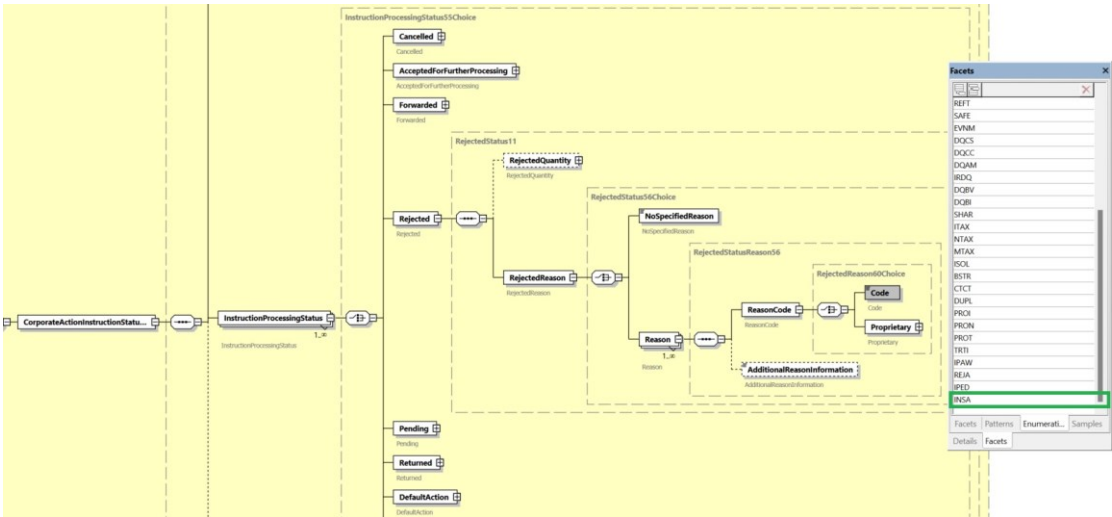 InstructionProcessingStatus55Choice
Cancelled
Cancelled
AcceptedForFurtherProcessing
AcceptedForFurtherProcessing
Forwarded
Forwarded
RejectedStatus11
RejectedQuantity
RejectedQuantity
RejectedStatus56Choice
Rejected
Rejected
NoSpecifiedReason
NoSpecifiedReason
RejectedStatusReason56
RejectedReason
RejectedReason
RejectedReason60Choice
Code
Code
ReasonCode
ReasonCode
Proprietary
Proprietary
CorporateActionInstructionStatu...
InstructionProcessingStatus
1..∞
InstructionProcessingStatus
Reason
1..∞
Reason
AdditionalReasonInformation
AdditionalReasonInformation
Pending
Pending
Returned
Returned
DefaultAction
DefaultAction
Facets
REFT
SAFE
EVNM
DQCS
DQCC
DQAM
IRDQ
DQBV
DQBI
SHAR
ITAX
NTAX
MTAX
ISOL
BSTR
CTCT
DUPL
PROI
PRON
PROT
TRTI
IPAW
REJA
IPED
INSA
Facets Patterns Enumerati... Samples
Details Facets